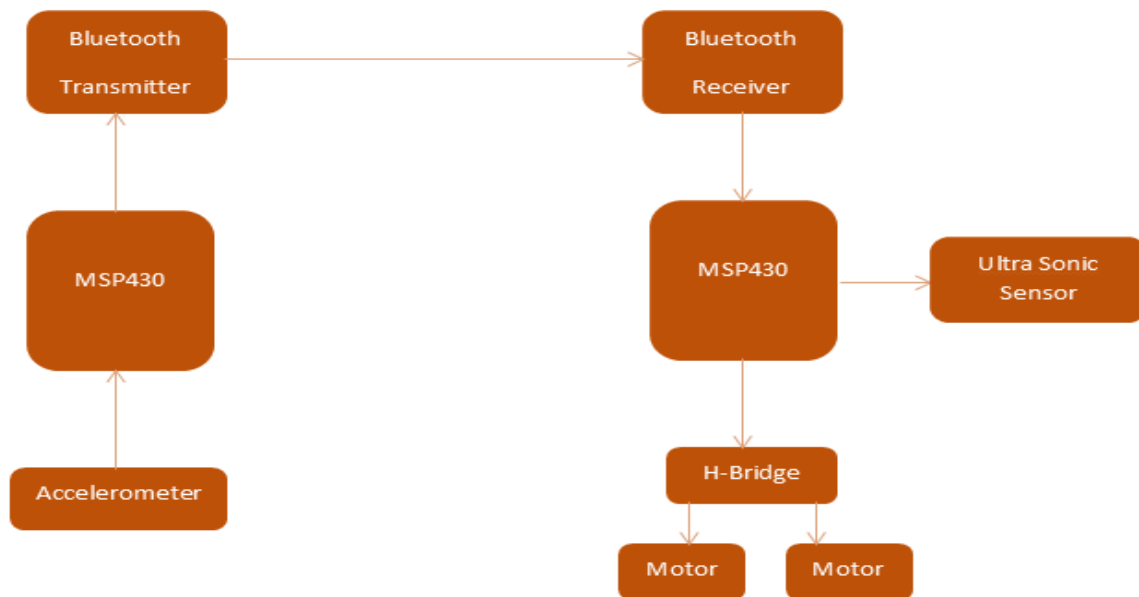 Bluetooth
Transmitter
Bluetooth
Receiver
MSP430
MSP430
Ultra Sonic
Sensor
Accelerometer
H-Bridge
Motor
Motor